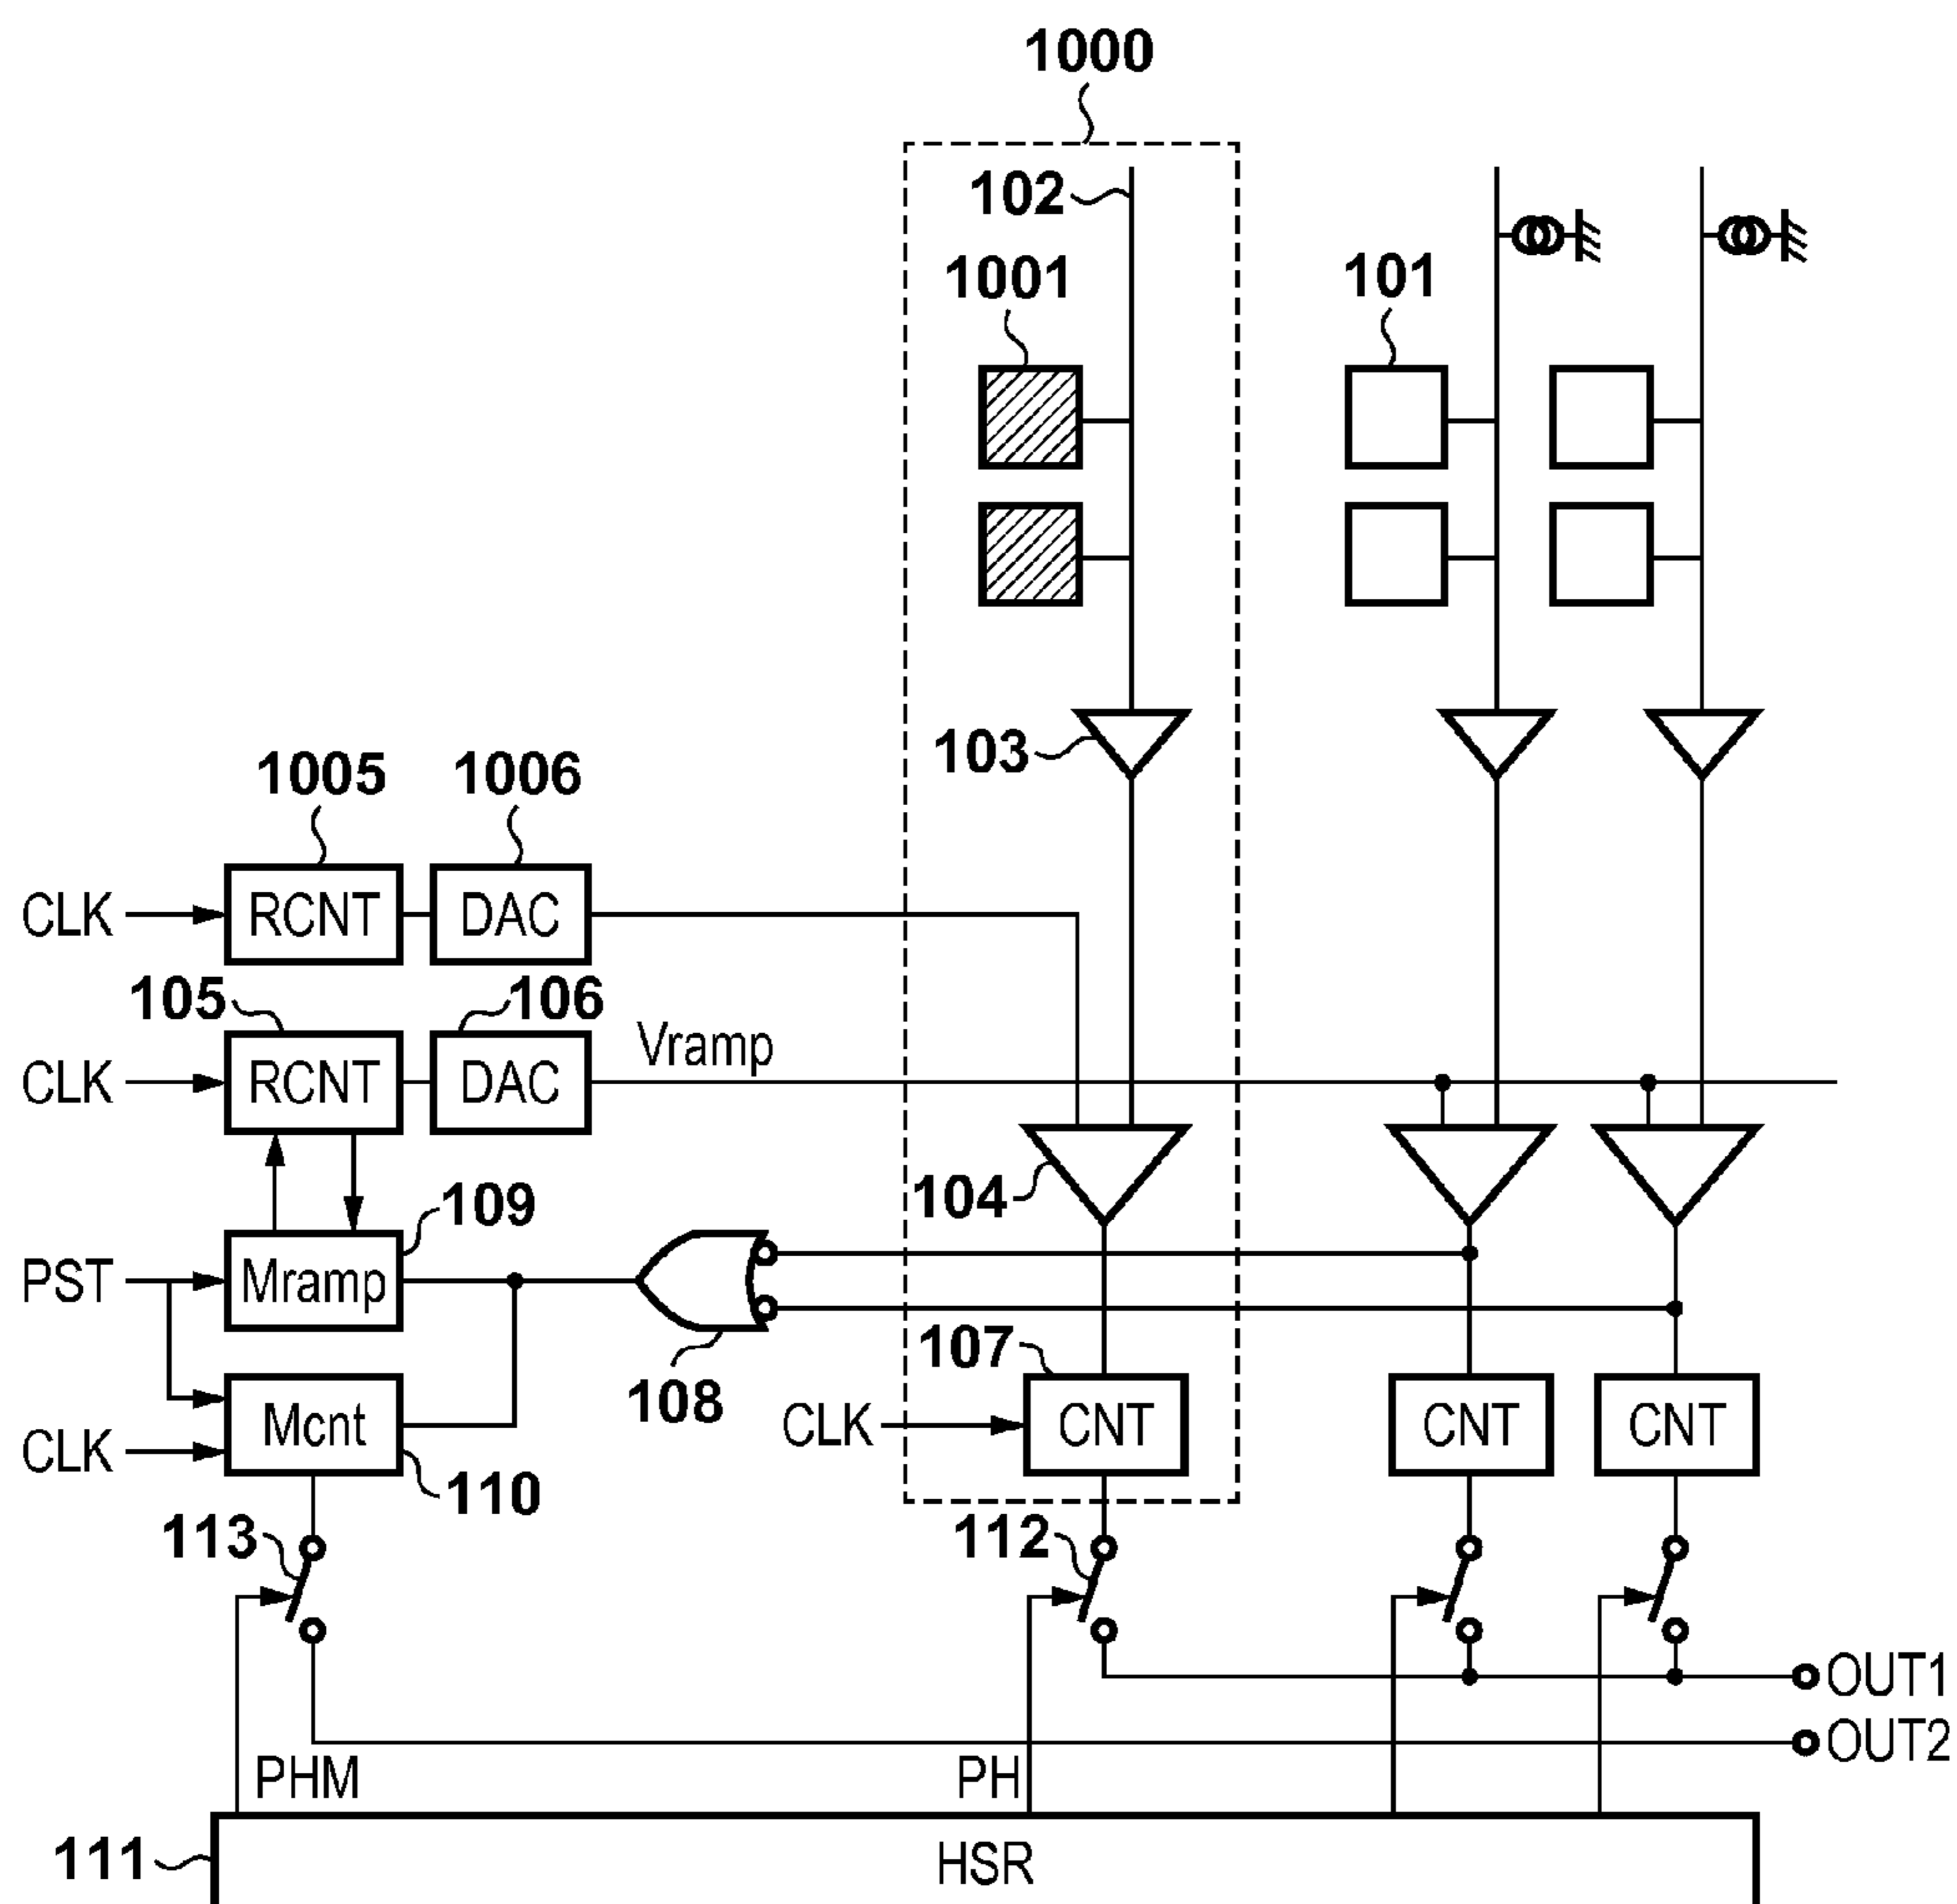 1000
102
1001
101
103
1005
1006
CLK
RCNT
DAC
105
106
Vramp
CLK
RCNT
DAC
104
109
PST
Mramp
107
108
CLK
Mcnt
CLK
CNT
CNT
CNT
110
113
112
OUT1
OUT2
PHM
PH
111
HSR